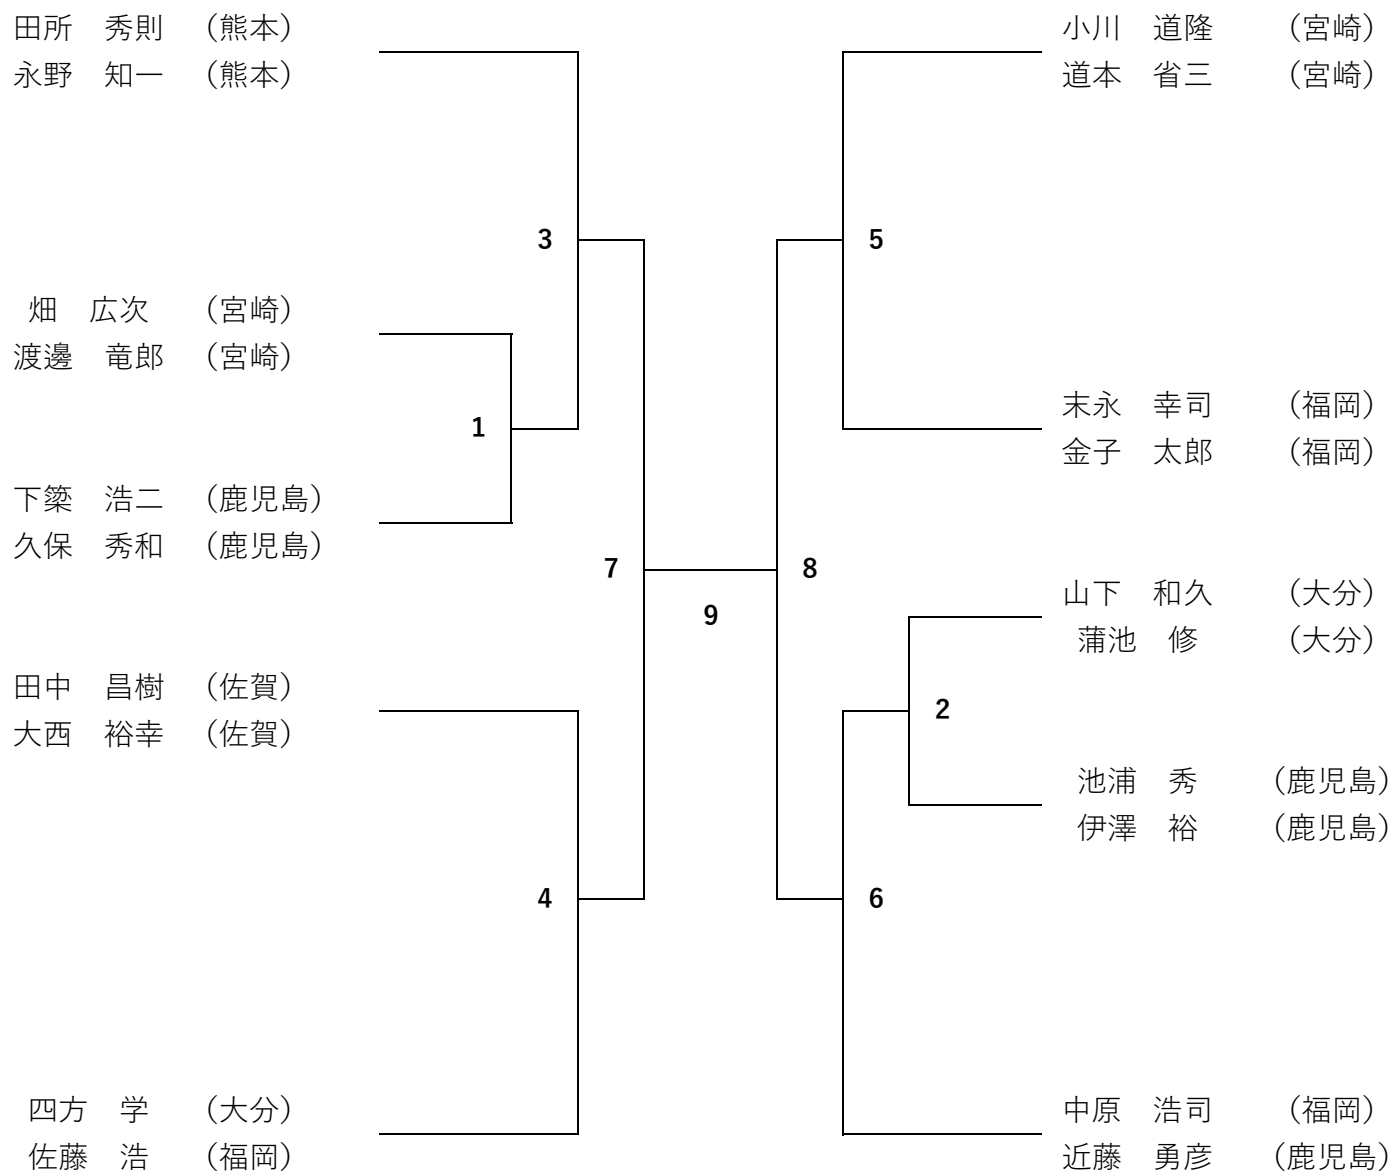 田所　秀則　（熊本）
永野　知一　（熊本）
3
畑　広次　（宮崎）
渡邊　竜郎　（宮崎）
1
下簗　浩二　（鹿児島）
久保　秀和　（鹿児島）
7
田中　昌樹　（佐賀）
大西　裕幸　（佐賀）
4
四方　学　（大分）
佐藤　浩　（福岡）
9
小川　道隆　（宮崎）
道本　省三　（宮崎）
5
末永　幸司　（福岡）
金子　太郎　（福岡）
8
山下　和久　（大分）
蒲池　修　（大分）
2
池浦　秀　（鹿児島）
伊澤　裕　（鹿児島）
6
中原　浩司　（福岡）
近藤　勇彦　（鹿児島）